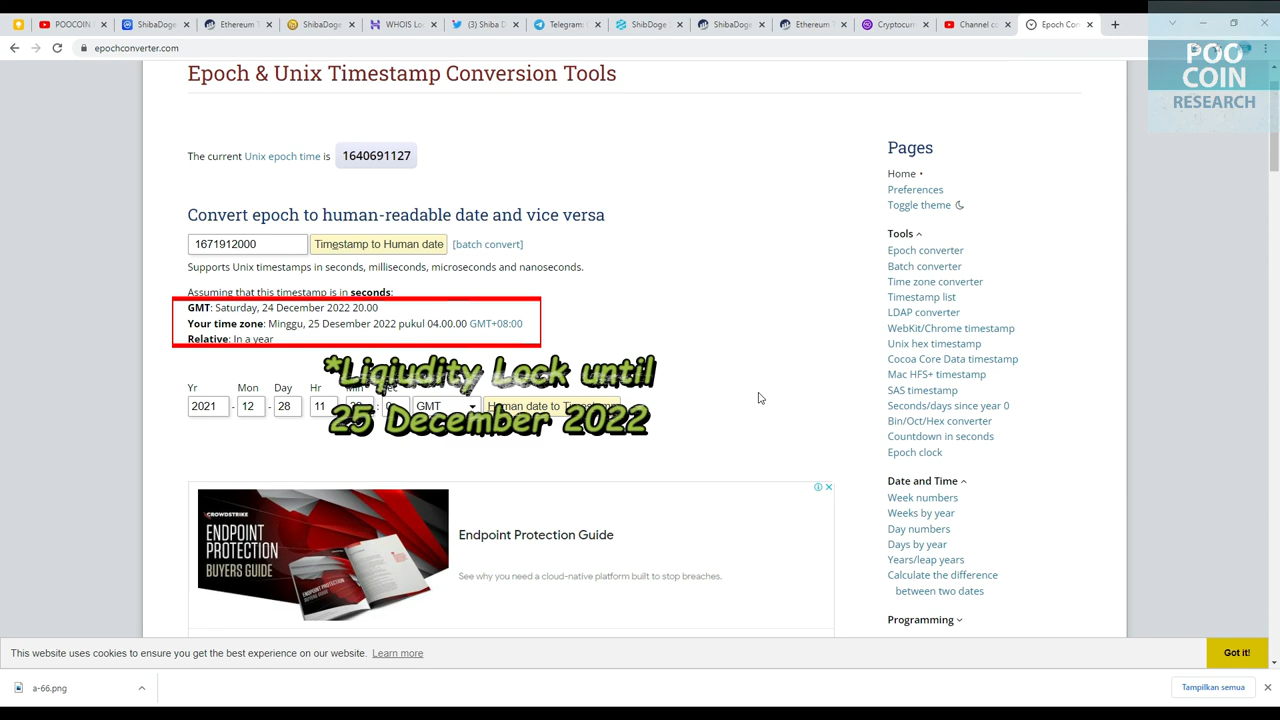 POOCOIN
ShibaDoge
Ethereum T
ShibaDoge
WHOIS Lo
(3) Shiba D
Telegram:
ShibDoge
ShibaDoge
Ethereum T
Cryptocur
Channel co
Epoch Con
epochconverter.com
POO
COIN
RESEARCH
Epoch & Unix Timestamp Conversion Tools
The current Unix epoch time is 1640691127
Convert epoch to human-readable date and vice versa
1671912000 Timestamp to Human date [batch convert]
Supports Unix timestamps in seconds, milliseconds, microseconds and nanoseconds.
Assuming that this timestamp is in seconds:
GMT: Saturday, 24 December 2022 20.00
Your time zone: Minggu, 25 Desember 2022 pukul 04.00.00 GMT+08:00
Relative: In a year
*Liqiudity Lock until
25 December 2022
Yr Mon Day Hr
2021 - 12 - 28 11 GMT Human date to
CROWDSTRIKE
ENDPOINT
PROTECTION
BUYERS GUIDE
Endpoint Protection Guide
See why you need a cloud-native platform built to stop breaches.
Pages
Home
Preferences
Toggle theme
Tools
Epoch converter
Batch converter
Time zone converter
Timestamp list
LDAP converter
WebKit/Chrome timestamp
Unix hex timestamp
Cocoa Core Data timestamp
Mac HFS+ timestamp
SAS timestamp
Seconds/days since year 0
Bin/Oct/Hex converter
Countdown in seconds
Epoch clock
Date and Time
Week numbers
Weeks by year
Day numbers
Days by year
Years/leap years
Calculate the difference
between two dates
Programming
This website uses cookies to ensure you get the best experience on our website. Learn more
Got it!
a-66.png
Tampilkan semua